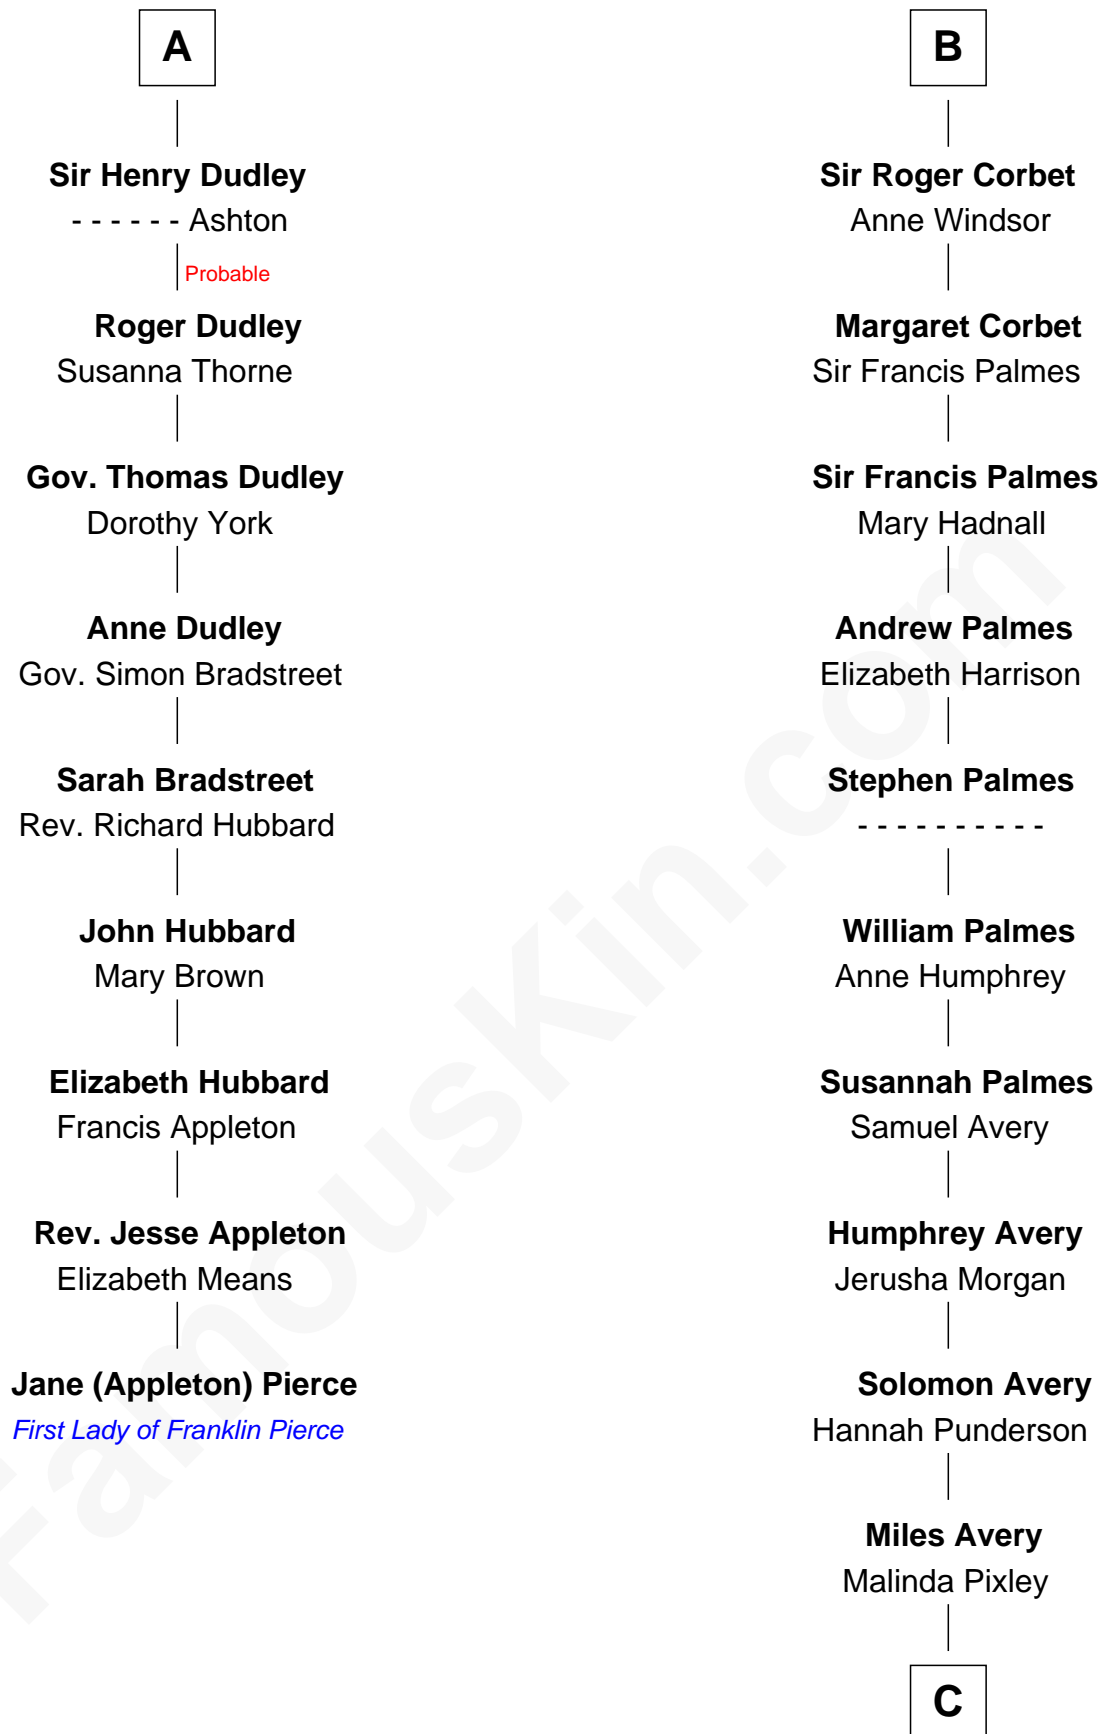 A
Sir Henry Dudley
- - - - - - Ashton
Probable
Roger Dudley
Susanna Thorne
Gov. Thomas Dudley
Dorothy York
Anne Dudley
Gov. Simon Bradstreet
Sarah Bradstreet
Rev. Richard Hubbard
John Hubbard
Mary Brown
Elizabeth Hubbard
Francis Appleton
Rev. Jesse Appleton
Elizabeth Means
Jane (Appleton) Pierce
First Lady of Franklin Pierce
B
Sir Roger Corbet
Anne Windsor
Margaret Corbet
Sir Francis Palmes
Sir Francis Palmes
Mary Hadnall
Andrew Palmes
Elizabeth Harrison
Stephen Palmes
- - - - - - - - - -
William Palmes
Anne Humphrey
Susannah Palmes
Samuel Avery
Humphrey Avery
Jerusha Morgan
Solomon Avery
Hannah Punderson
Miles Avery
Malinda Pixley
C
FamousKin.com